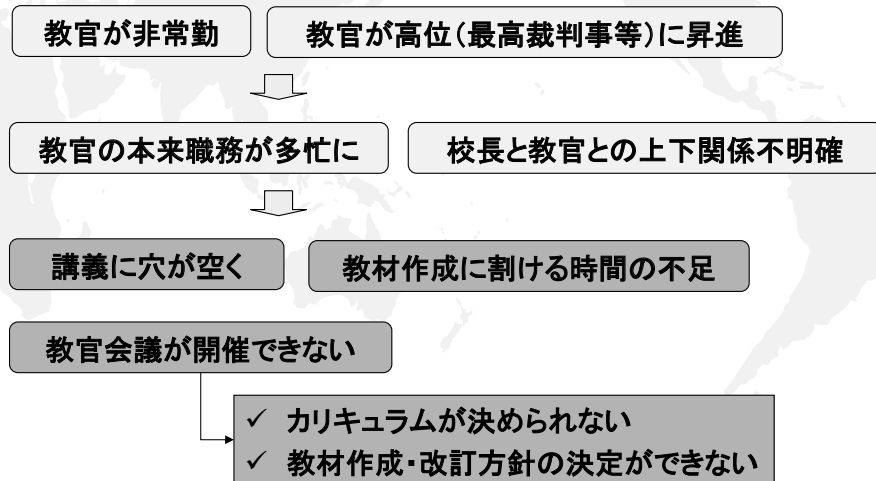 教官が非常勤
教官が高位（最高裁判事等）に昇進
教官の本来職務が多忙に
校長と教官との上下関係不明確
講義に穴が空く
教材作成に割ける時間の不足
教官会議が開催できない
✓ カリキュラムが決められない
✓ 教材作成・改訂方針の決定ができない